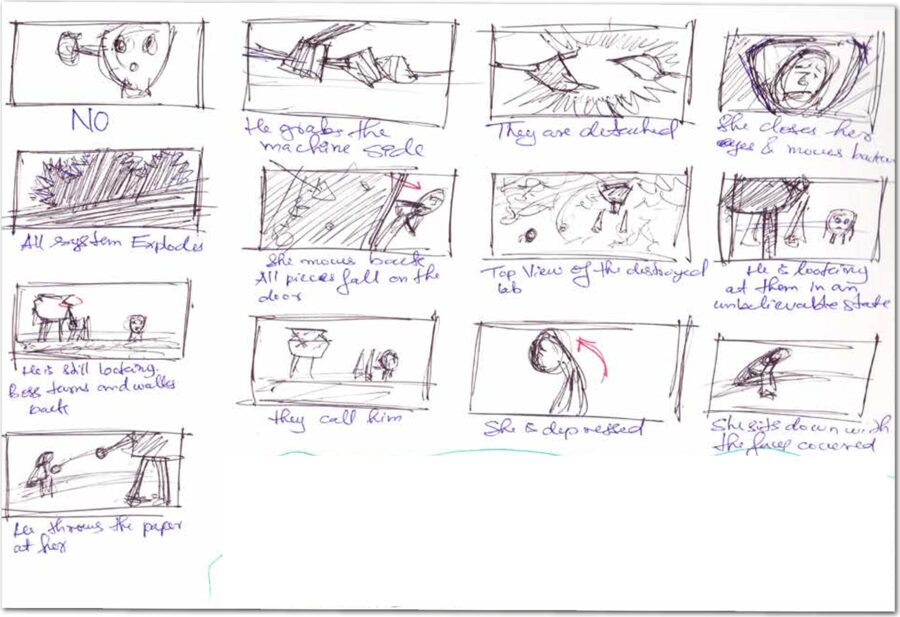 NO
He grabs the
machine side
They are detached
She closes her
eyes & moves back
All system Explodes
She moves back
All pieces fall on the
door
Top View of the distroyed
lab
He is looking
at them in an
unbelievable state
He is still looking.
Boss turns and walks
back
they call him
She is depressed
She sits down with
the face covered
He throws the paper
at her